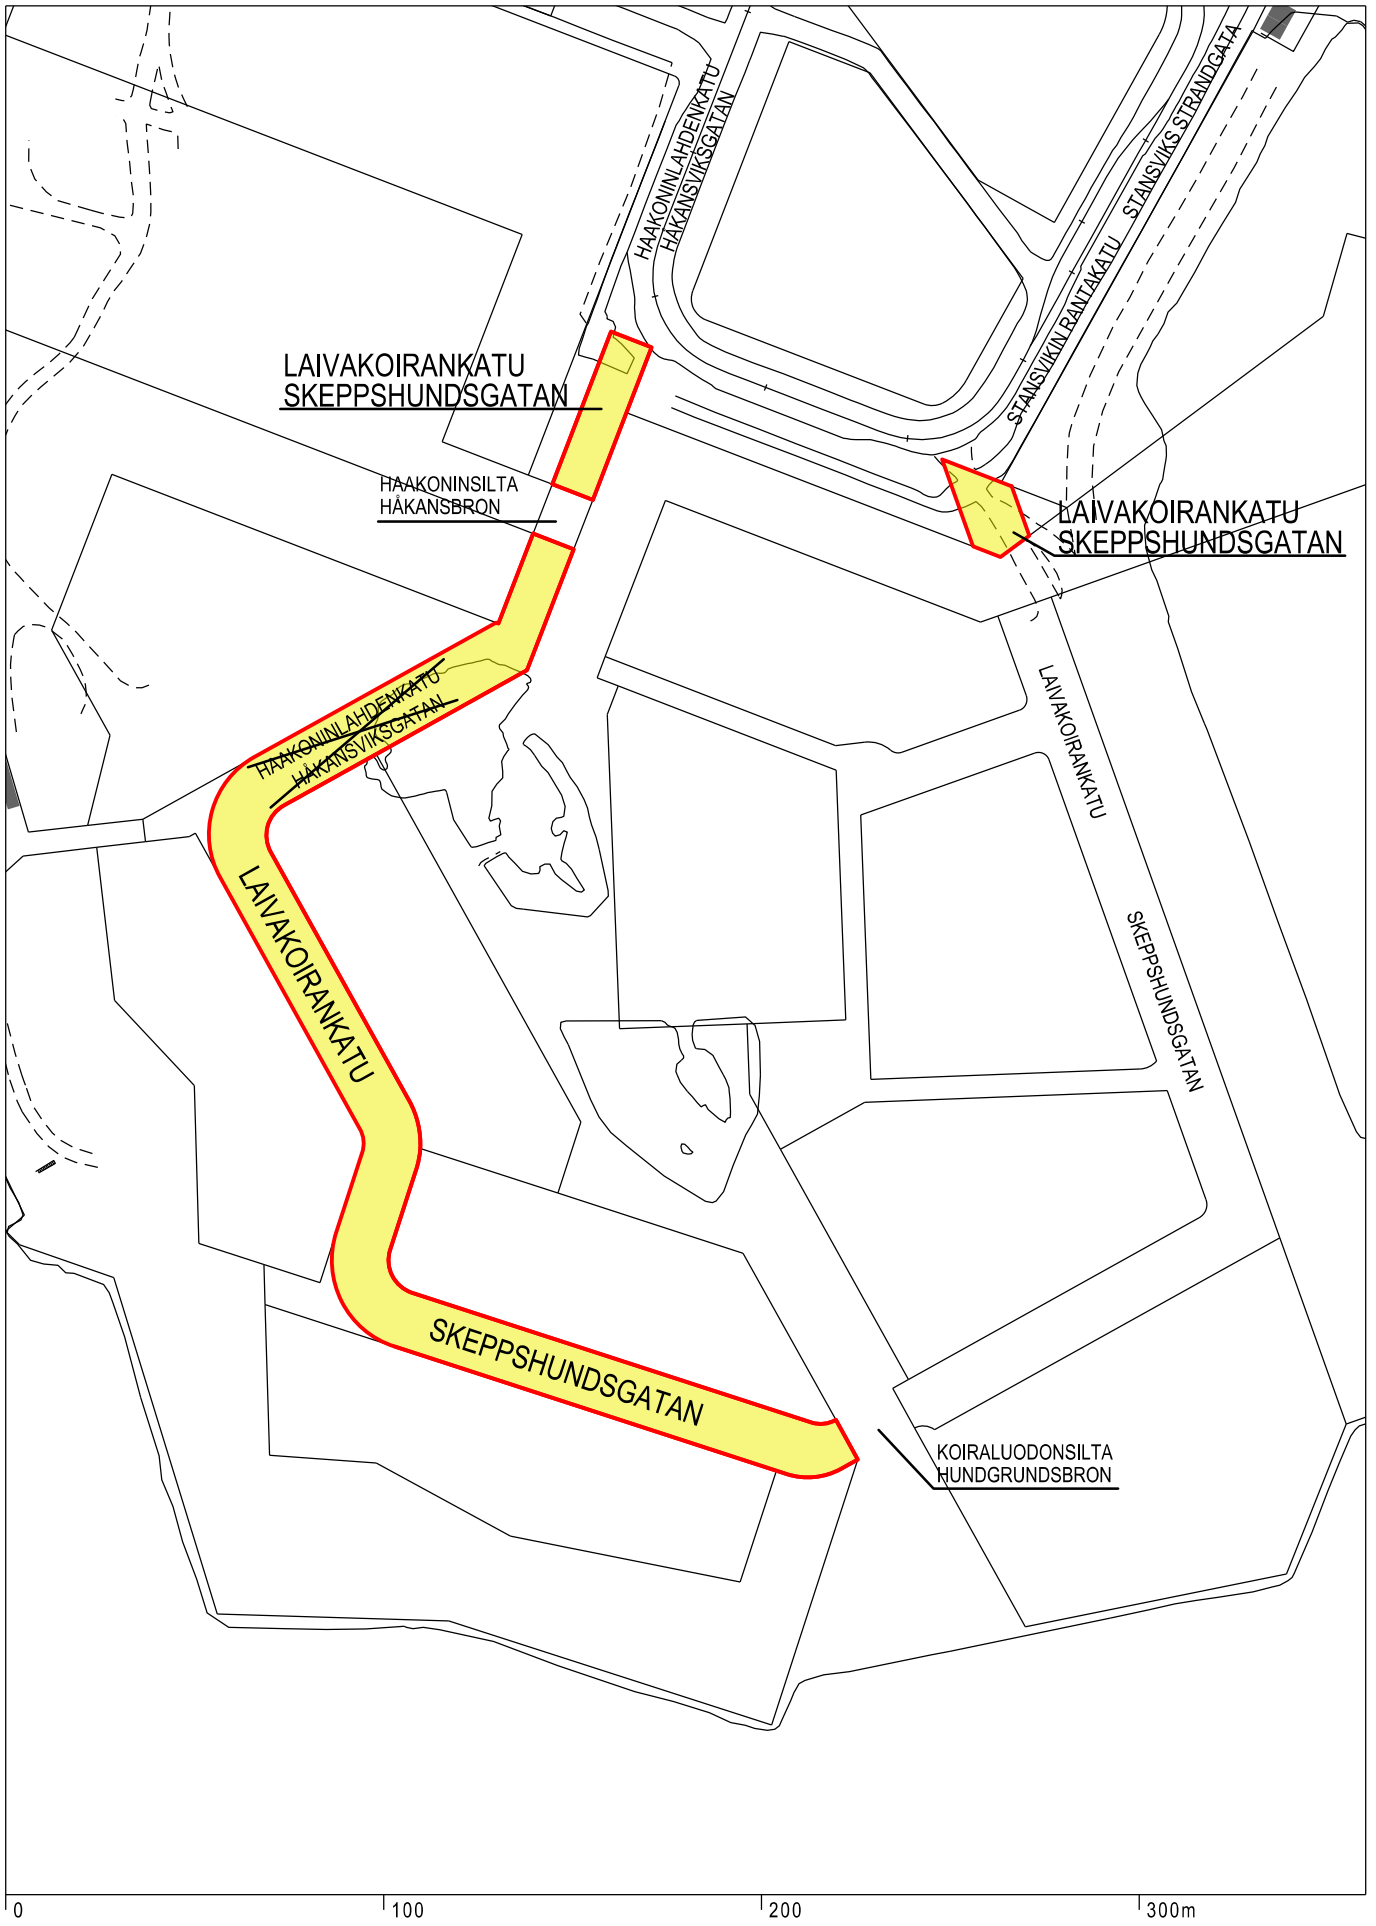 HAAKONINLAHDENKATU
HÅKANSVIKSGATAN
STANSVIKIN RANTAKATU
STANSVIKS STRANDGATA
LAIVAKOIRANKATU
SKEPPSHUNDSGATAN
HAAKONINSILTA
HÅKANSBRON
LAIVAKOIRANKATU
SKEPPSHUNDSGATAN
HAAKONINLAHDENKATU
HÅKANSVIKSGATAN
LAIVAKOIRANKATU
SKEPPSHUNDSGATAN
LAIVAKOIRANKATU
SKEPPSHUNDSGATAN
KOIRALUODONSILTA
HUNDGRUNDSBRON
0 100 200 300m